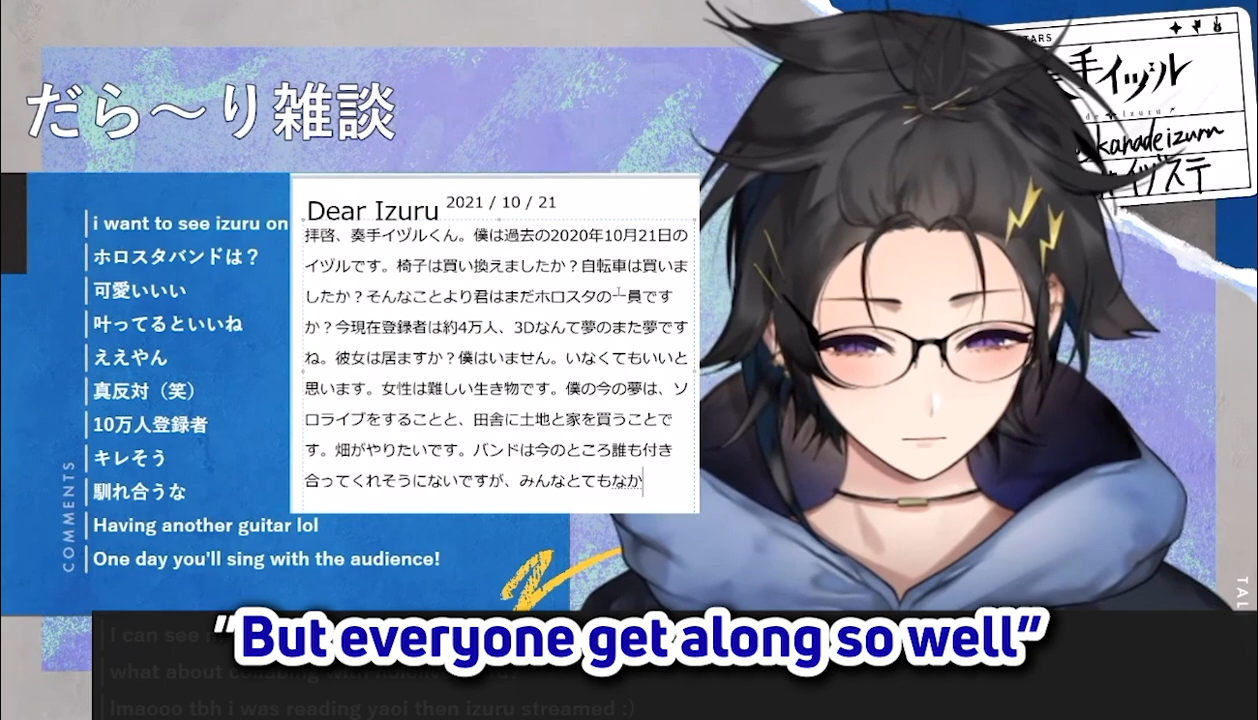 だら～り雑談
TARS
手イヅル
kanadeizuru
イヅステ
i want to see izuru on
ホロスタバンドは？
可愛いいい
叶ってるといいね
ええやん
真反対（笑）
10万人登録者
キレそう
馴れ合うな
Having another guitar lol
One day you'll sing with the audience!
COMMENTS
Dear Izuru 2021 / 10 / 21
拝啓、奏手イヅルくん。僕は過去の2020年10月21日の
イヅルです。椅子は買い換えましたか？自転車は買いま
したか？そんなことより君はまだホロスタの一員です
か？今現在登録者は約4万人、3Dなんて夢のまた夢です
ね。彼女は居ますか？僕はいません。いなくてもいいと
思います。女性は難しい生き物です。僕の今の夢は、ソ
ロライブをすることと、田舎に土地と家を買うことで
す。畑がやりたいです。バンドは今のところ誰も付き
合ってくれそうにないですが、みんなとてもなか
TAL
"But everyone get along so well"
i can see
what about collabing with
lmaooo tbh i was reading yaoi then izuru streamed :)